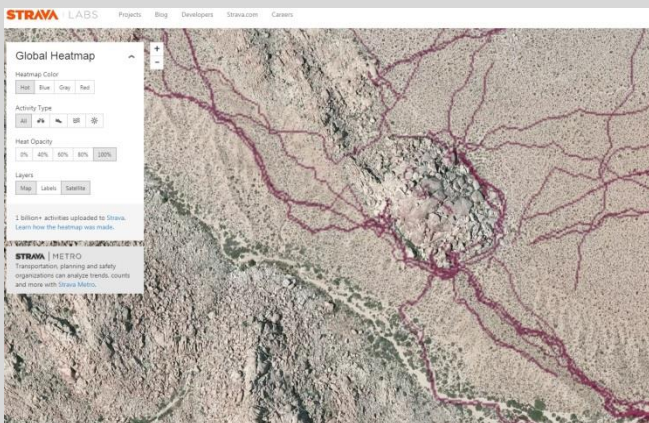 STRAVA LABS Projects Blog Developers Strava.com Careers
Global Heatmap
+
-
Heatmap Color
Hot Blue Gray Red
Activity Type
All
Heat Opacity
0% 40% 60% 80% 100%
Layers
Map Labels Satellite
1 billion+ activities uploaded to Strava.
Learn how the heatmap was made.
STRAVA | METRO
Transportation, planning and safety
organizations can analyze trends, counts
and more with Strava Metro.